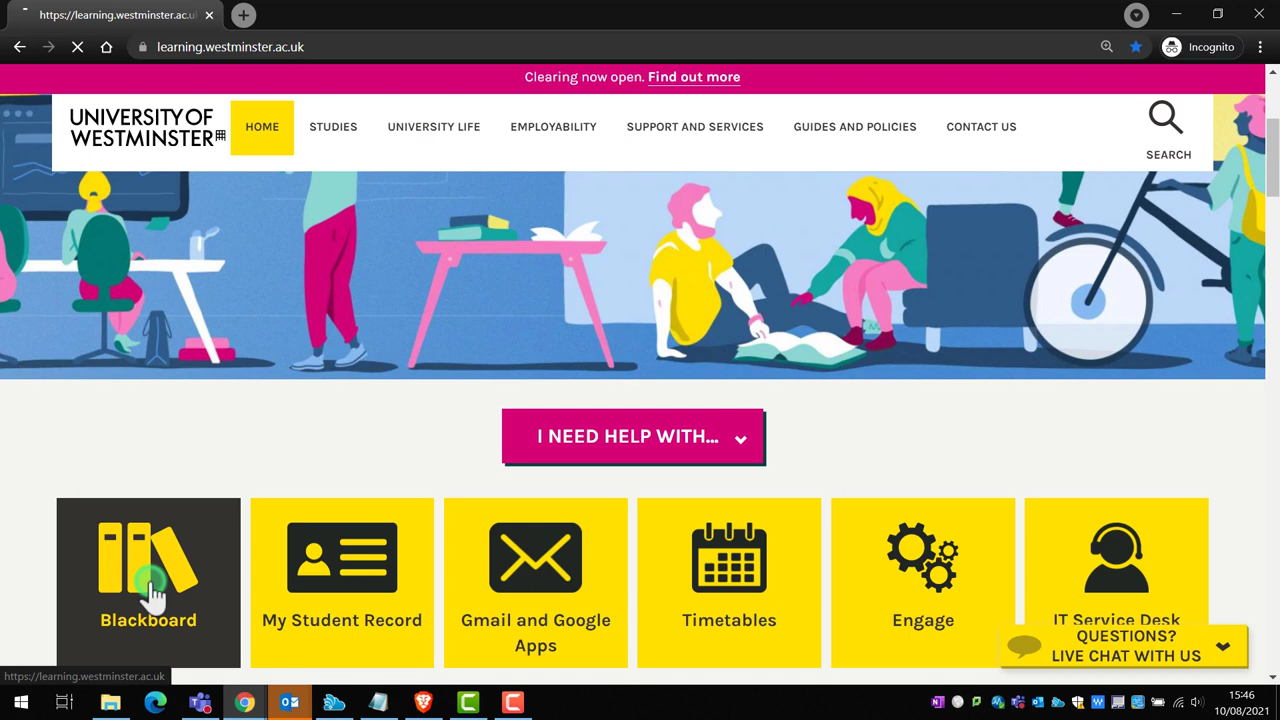 https://learning.westminster.ac.u
learning.westminster.ac.uk
Incognito
Clearing now open. Find out more
UNIVERSITY OF
WESTMINSTER
HOME
STUDIES
UNIVERSITY LIFE
EMPLOYABILITY
SUPPORT AND SERVICES
GUIDES AND POLICIES
CONTACT US
SEARCH
I NEED HELP WITH...
Blackboard
My Student Record
Gmail and Google
Apps
Timetables
Engage
IT Service Desk
QUESTIONS?
LIVE CHAT WITH US
https://learning.westminster.ac.uk
15:46
10/08/2021